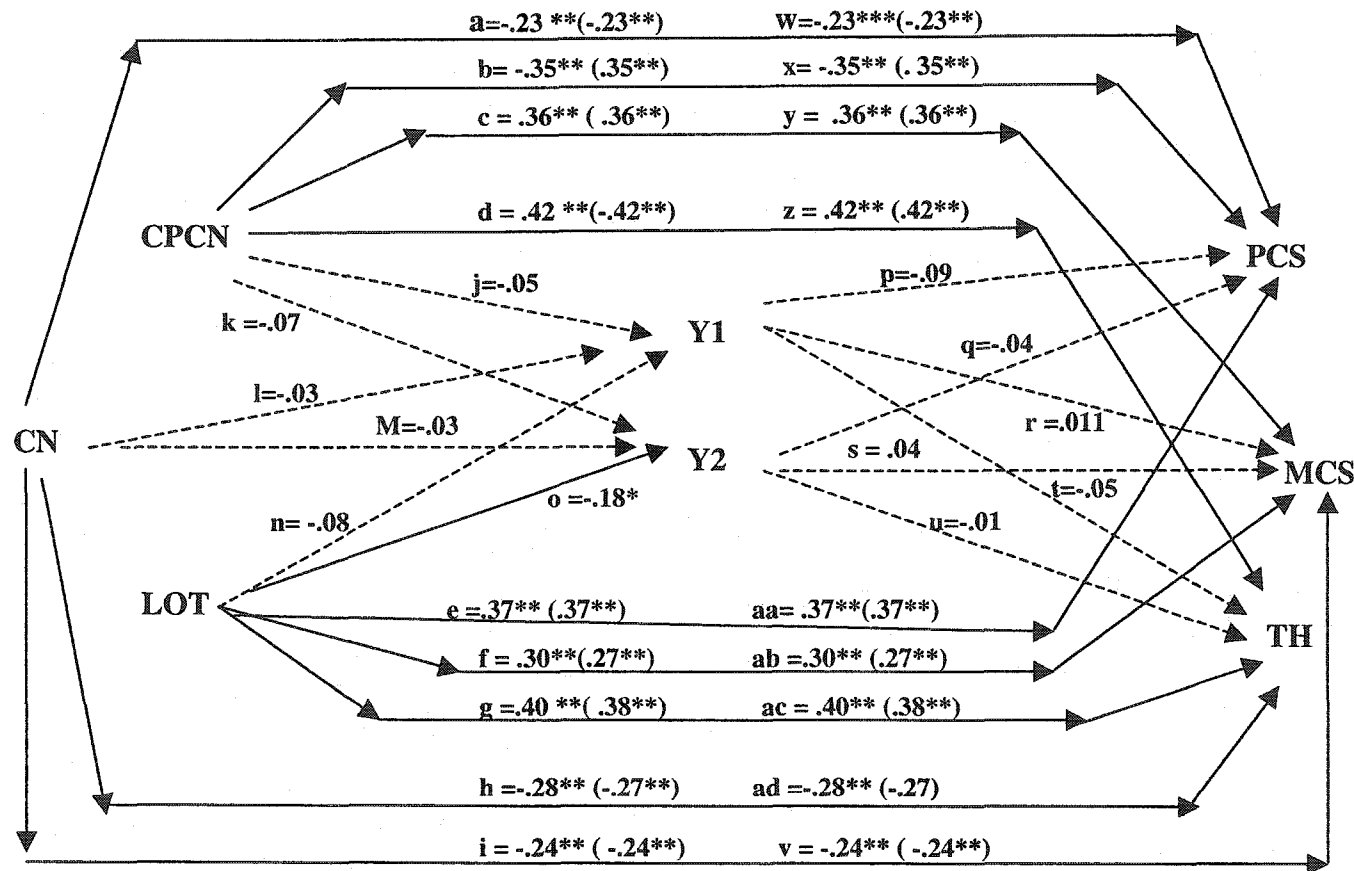 a=-.23 **(-.23**) w=-.23***(-.23**)
b= -.35** (.35**) x= -.35** (. 35**)
c = .36** ( .36**) y = .36** (.36**)
d = .42 **(-.42**) z = .42** (.42**)
CPCN
PCS
j=-.05
p=-.09
k =-.07
Y1
q=-.04
l=-.03
r =.011
CN
M=-.03
Y2
s = .04
MCS
o =-.18*
t=-.05
n= -.08
u=-.01
LOT
e =.37** (.37**) aa= .37**(.37**)
TH
f = .30**(.27**) ab =.30** (.27**)
g =.40 **( .38**) ac = .40** (.38**)
h =-.28** (-.27**) ad =-.28** (-.27)
i = -.24** ( -.24**) v = -.24** ( -.24**)